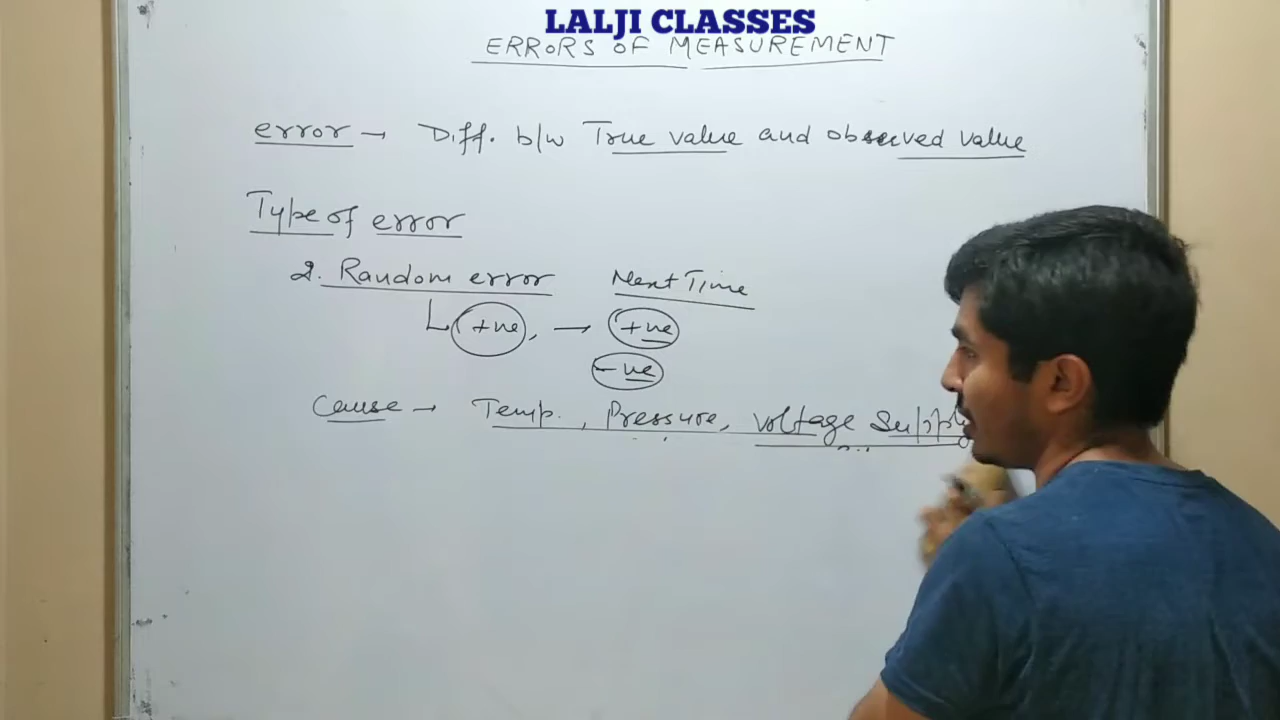 LALJI CLASSES
ERRORS OF MEASUREMENT
error → Diff. b/w True value and observed value
Type of error
2. Random error Next Time
(+ve), → (+ve)
-ve
Cause → Temp., Pressure, voltage supply